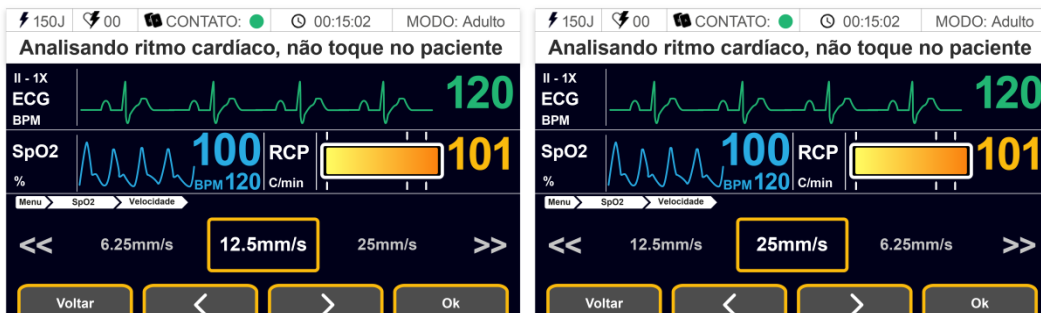 150J 00 CONTATO: 00:15:02 MODO: Adulto
Analisando ritmo cardíaco, não toque no paciente
II - 1X
ECG
BPM
120
SpO2
%
100
BPM 120
RCP
C/min
101
Menu SpO2 Velocidade
<< 6.25mm/s 12.5mm/s 25mm/s >>
Voltar < > Ok
150J 00 CONTATO: 00:15:02 MODO: Adulto
Analisando ritmo cardíaco, não toque no paciente
II - 1X
ECG
BPM
120
SpO2
%
100
BPM 120
RCP
C/min
101
Menu SpO2 Velocidade
<< 12.5mm/s 25mm/s 6.25mm/s >>
Voltar < > Ok